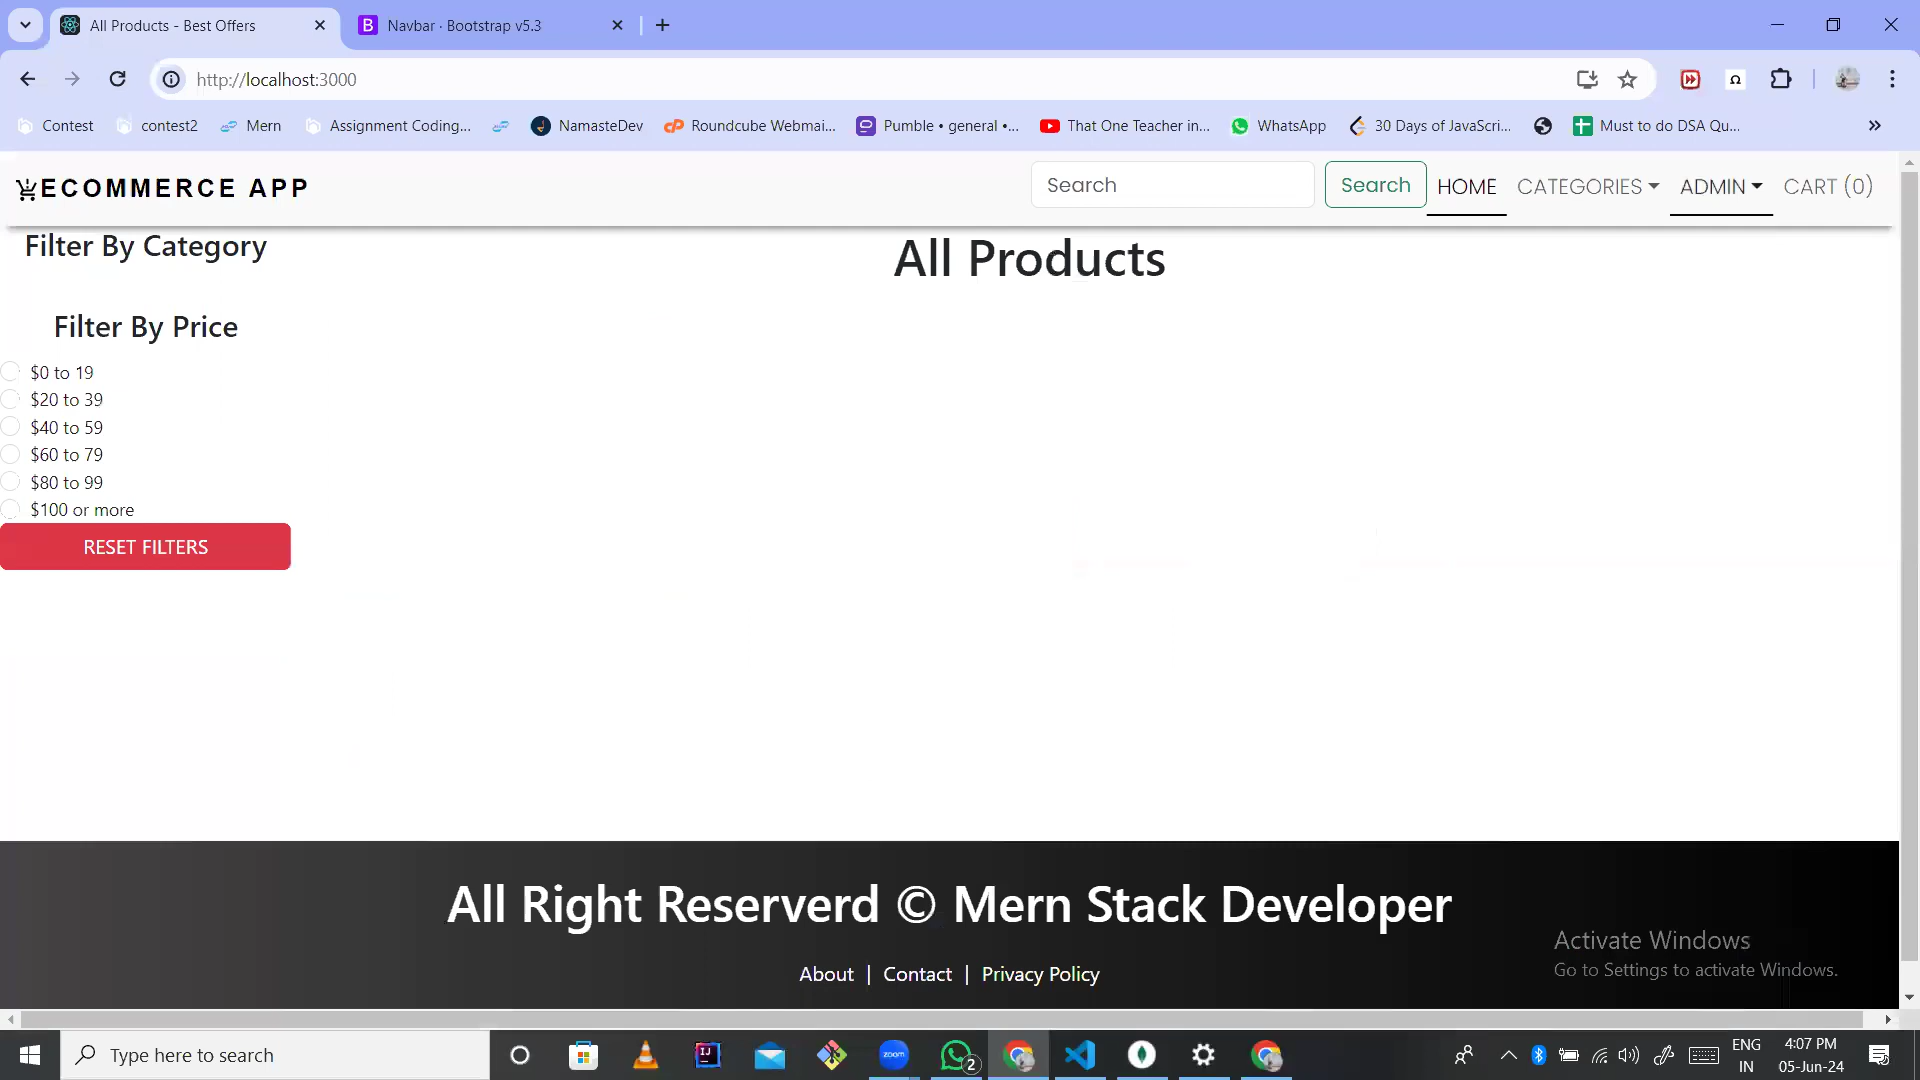 All Products - Best Offers
Navbar · Bootstrap v5.3
http://localhost:3000
Contest
contest2
Mern
Assignment Coding...
NamasteDev
Roundcube Webmai...
Pumble • general •...
That One Teacher in...
WhatsApp
30 Days of JavaScri...
Must to do DSA Qu...
ECOMMERCE APP
Search
Search
HOME
CATEGORIES
ADMIN
CART (0)
Filter By Category
All Products
Filter By Price
$0 to 19
$20 to 39
$40 to 59
$60 to 79
$80 to 99
$100 or more
RESET FILTERS
All Right Reserverd © Mern Stack Developer
About | Contact | Privacy Policy
Activate Windows
Go to Settings to activate Windows.
Type here to search
zoom
2
ENG
IN
4:07 PM
05-Jun-24